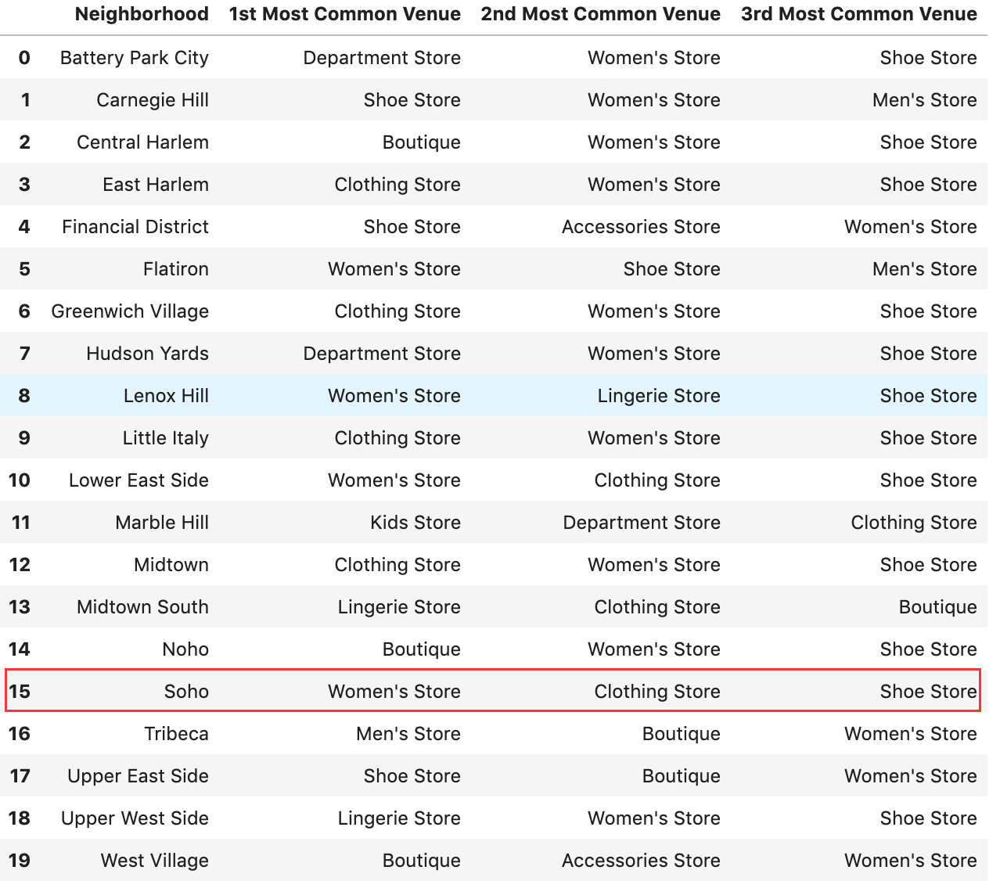 Neighborhood 1st Most Common Venue 2nd Most Common Venue 3rd Most Common Venue
0 Battery Park City Department Store Women's Store Shoe Store
1 Carnegie Hill Shoe Store Women's Store Men's Store
2 Central Harlem Boutique Women's Store Shoe Store
3 East Harlem Clothing Store Women's Store Shoe Store
4 Financial District Shoe Store Accessories Store Women's Store
5 Flatiron Women's Store Shoe Store Men's Store
6 Greenwich Village Clothing Store Women's Store Shoe Store
7 Hudson Yards Department Store Women's Store Shoe Store
8 Lenox Hill Women's Store Lingerie Store Shoe Store
9 Little Italy Clothing Store Women's Store Shoe Store
10 Lower East Side Women's Store Clothing Store Shoe Store
11 Marble Hill Kids Store Department Store Clothing Store
12 Midtown Clothing Store Women's Store Shoe Store
13 Midtown South Lingerie Store Clothing Store Boutique
14 Noho Boutique Women's Store Shoe Store
15 Soho Women's Store Clothing Store Shoe Store
16 Tribeca Men's Store Boutique Women's Store
17 Upper East Side Shoe Store Boutique Women's Store
18 Upper West Side Lingerie Store Women's Store Shoe Store
19 West Village Boutique Accessories Store Women's Store